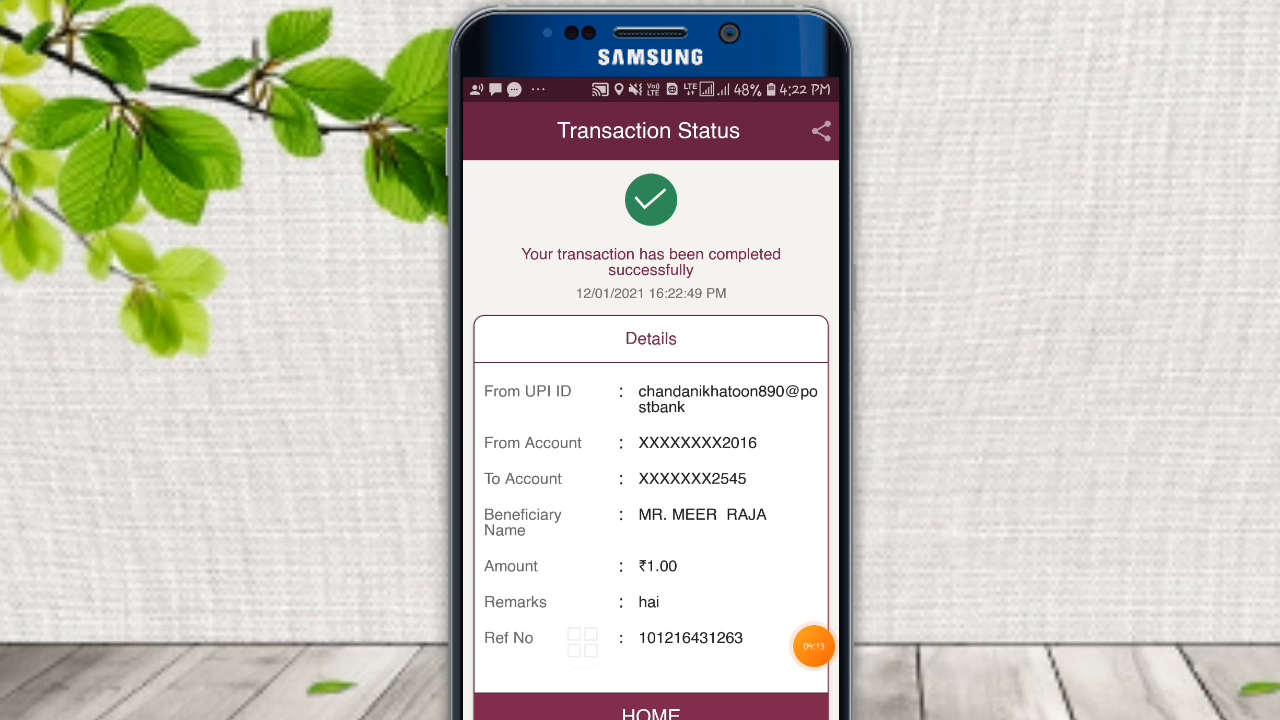 SAMSUNG
48% 4:22 PM
Transaction Status
Your transaction has been completed
successfully
12/01/2021 16:22:49 PM
Details
From UPI ID : chandanikhatoon890@po
stbank
From Account : XXXXXXXX2016
To Account : XXXXXXX2545
Beneficiary : MR. MEER RAJA
Name
Amount : ₹1.00
Remarks : hai
Ref No : 101216431263
HOME